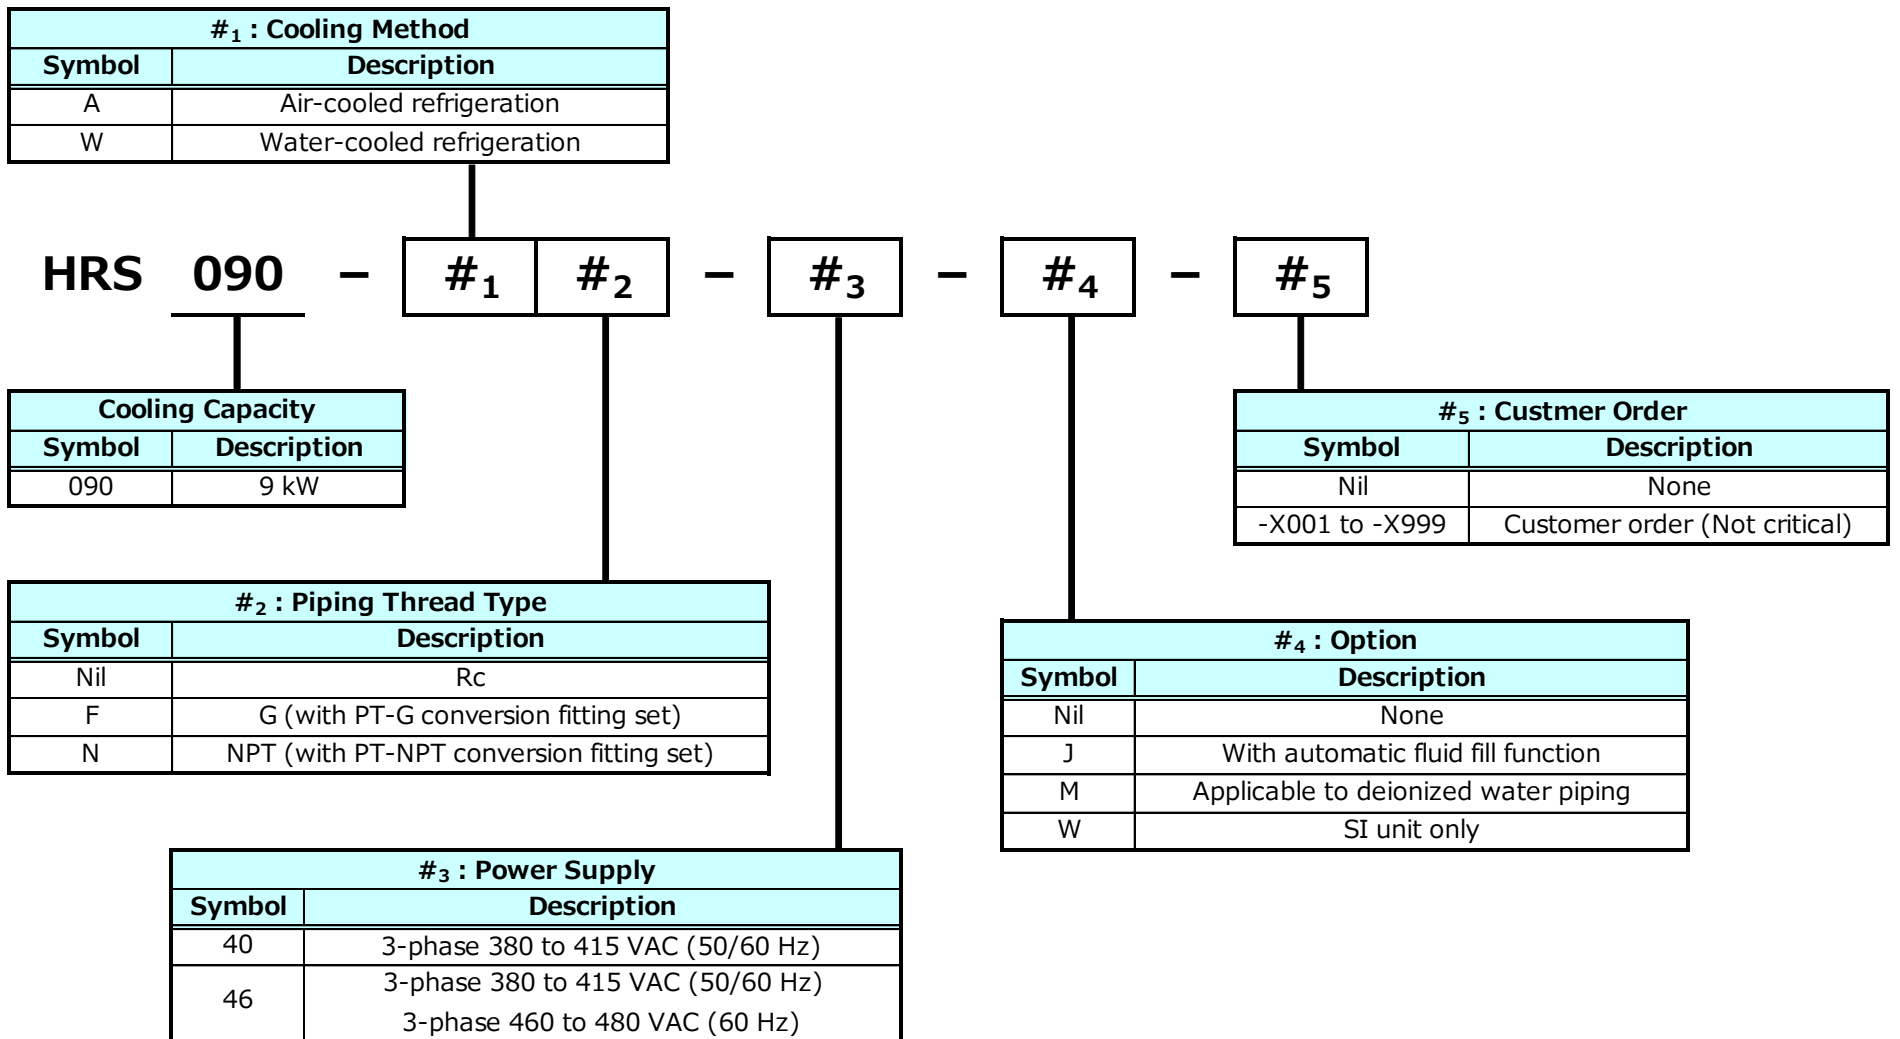 #1 : Cooling Method
Symbol Description
A Air-cooled refrigeration
W Water-cooled refrigeration
HRS 090 – #1 #2 – #3 – #4 – #5
Cooling Capacity
Symbol Description
090 9 kW
#5 : Custmer Order
Symbol Description
Nil None
-X001 to -X999 Customer order (Not critical)
#2 : Piping Thread Type
Symbol Description
Nil Rc
F G (with PT-G conversion fitting set)
N NPT (with PT-NPT conversion fitting set)
#4 : Option
Symbol Description
Nil None
J With automatic fluid fill function
M Applicable to deionized water piping
W SI unit only
#3 : Power Supply
Symbol Description
40 3-phase 380 to 415 VAC (50/60 Hz)
46 3-phase 380 to 415 VAC (50/60 Hz)
3-phase 460 to 480 VAC (60 Hz)